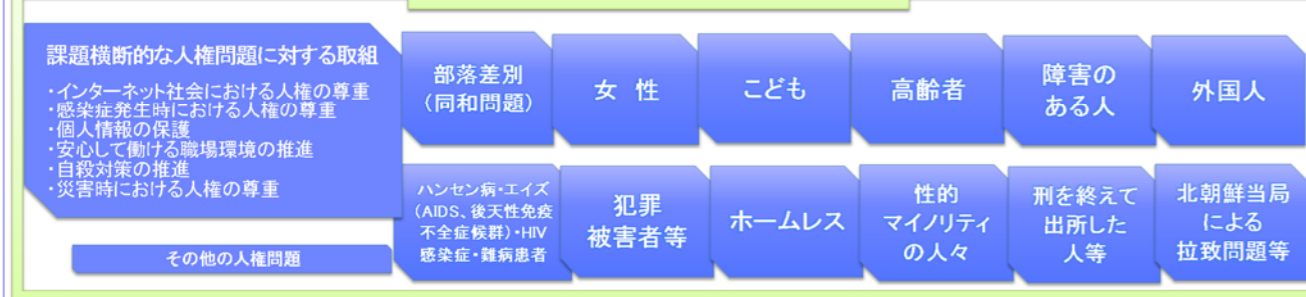 課題横断的な人権問題に対する取組
・インターネット社会における人権の尊重
・感染症発生時における人権の尊重
・個人情報の保護
・安心して働ける職場環境の推進
・自殺対策の推進
・災害時における人権の尊重
部落差別
(同和問題)
女 性
こども
高齢者
障害の
ある人
外国人
ハンセン病・エイズ
(AIDS、後天性免疫
不全症候群)・HIV
感染症・難病患者
犯罪
被害者等
ホームレス
性的
マイノリティ
の人々
刑を終えて
出所した
人等
北朝鮮当局
による
拉致問題等
その他の人権問題